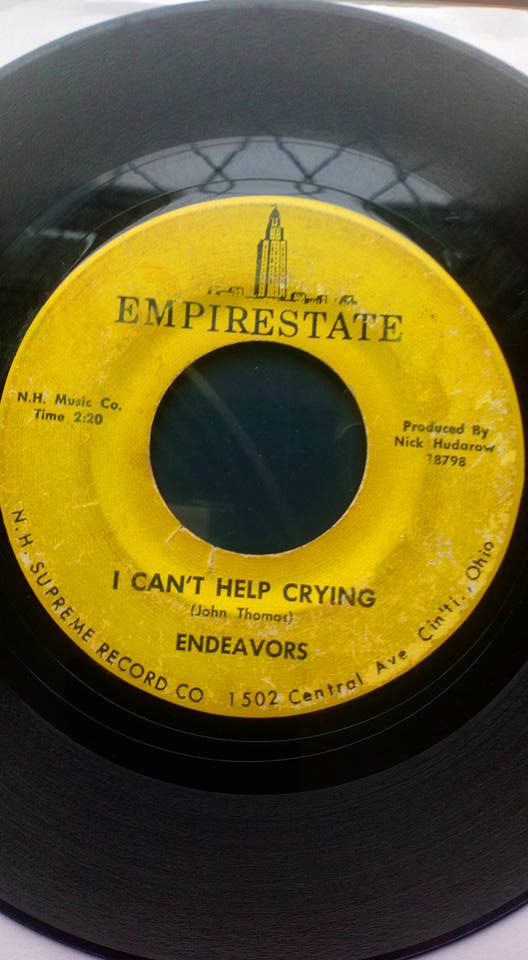 EMPIRESTATE
N.H. Music Co.
Time 2:20
Produced By
Nick Hudarow
18798
I CAN'T HELP CRYING
(John Thomas)
ENDEAVORS
N.H. SUPREME RECORD CO 1502 Central Ave Cin'ti., Ohio